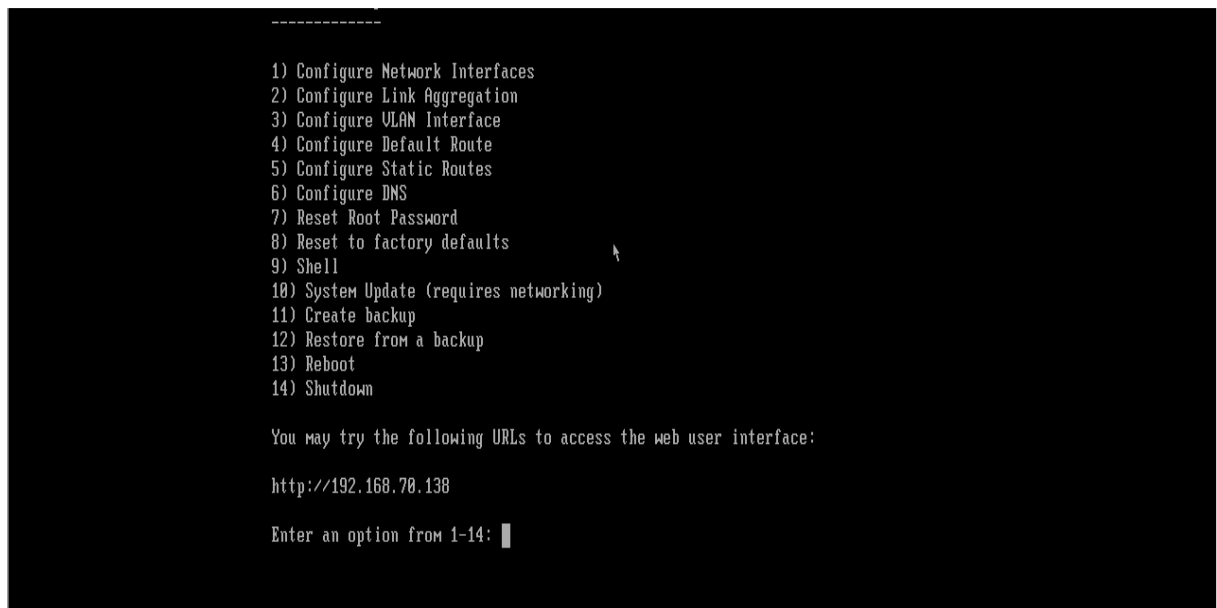 -------------
1) Configure Network Interfaces
2) Configure Link Aggregation
3) Configure VLAN Interface
4) Configure Default Route
5) Configure Static Routes
6) Configure DNS
7) Reset Root Password
8) Reset to factory defaults
9) Shell
10) System Update (requires networking)
11) Create backup
12) Restore from a backup
13) Reboot
14) Shutdown
You may try the following URLs to access the web user interface:
http://192.168.70.138
Enter an option from 1-14: